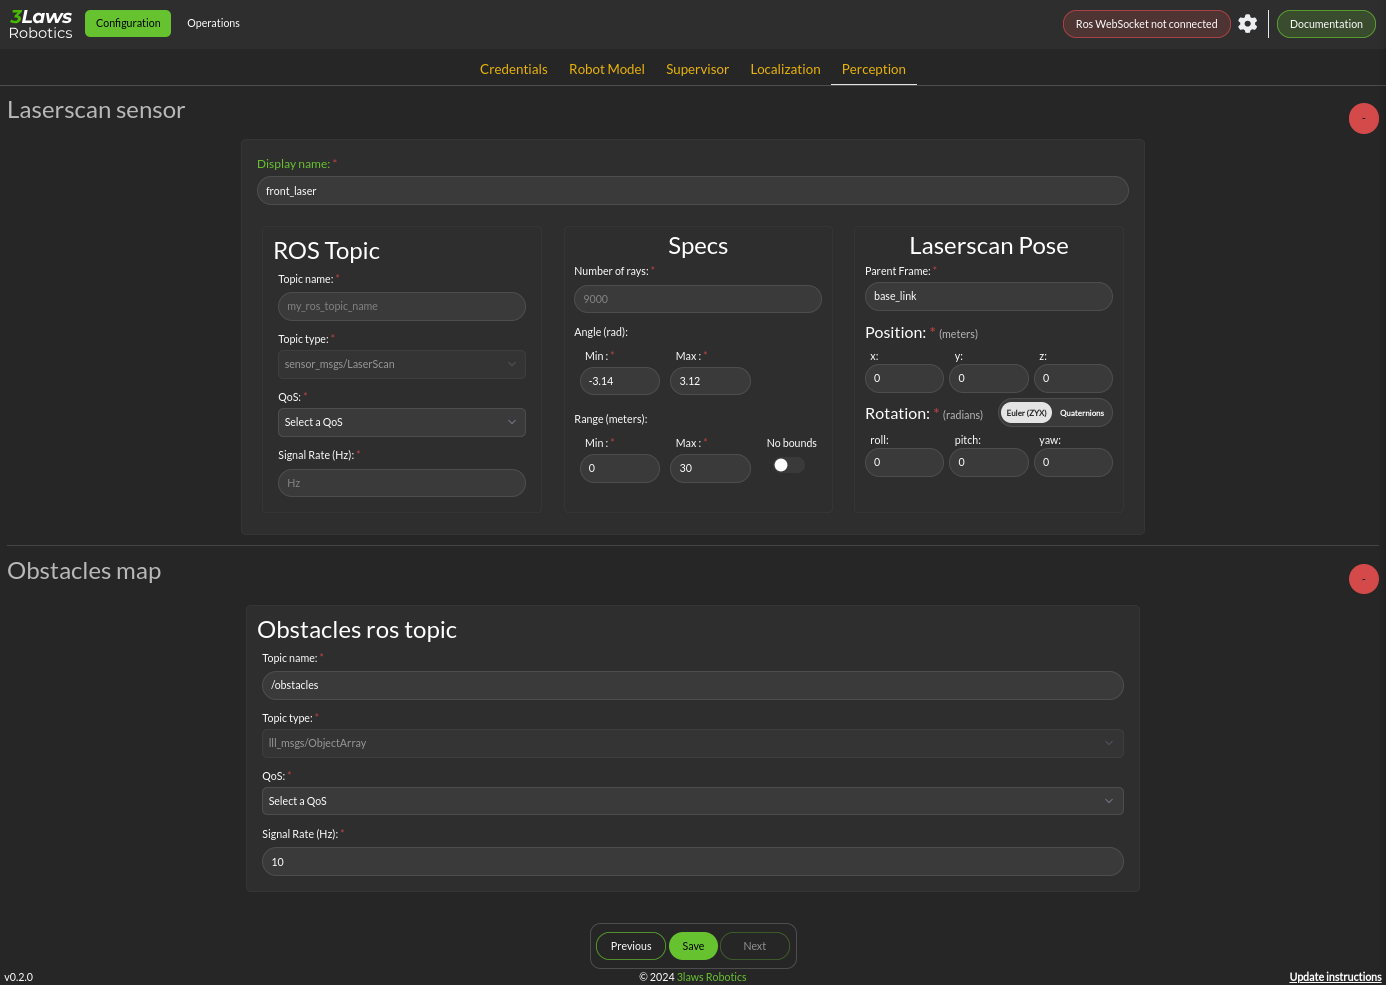 3Laws
Robotics
Configuration
Operations
Ros WebSocket not connected
Documentation
Credentials
Robot Model
Supervisor
Localization
Perception
Laserscan sensor
-
Display name: *
front_laser
ROS Topic
Topic name: *
my_ros_topic_name
Topic type: *
sensor_msgs/LaserScan
QoS: *
Select a QoS
Signal Rate (Hz): *
Hz
Specs
Number of rays: *
9000
Angle (rad):
Min : * Max : *
-3.14 3.12
Range (meters):
Min : * Max : * No bounds
0 30
Laserscan Pose
Parent Frame: *
base_link
Position: * (meters)
x: y: z:
0 0 0
Rotation: * (radians) Euler (ZYX) Quaternions
roll: pitch: yaw:
0 0 0
Obstacles map
-
Obstacles ros topic
Topic name: *
/obstacles
Topic type: *
lll_msgs/ObjectArray
QoS: *
Select a QoS
Signal Rate (Hz): *
10
Previous Save Next
v0.2.0
© 2024 3laws Robotics
Update instructions